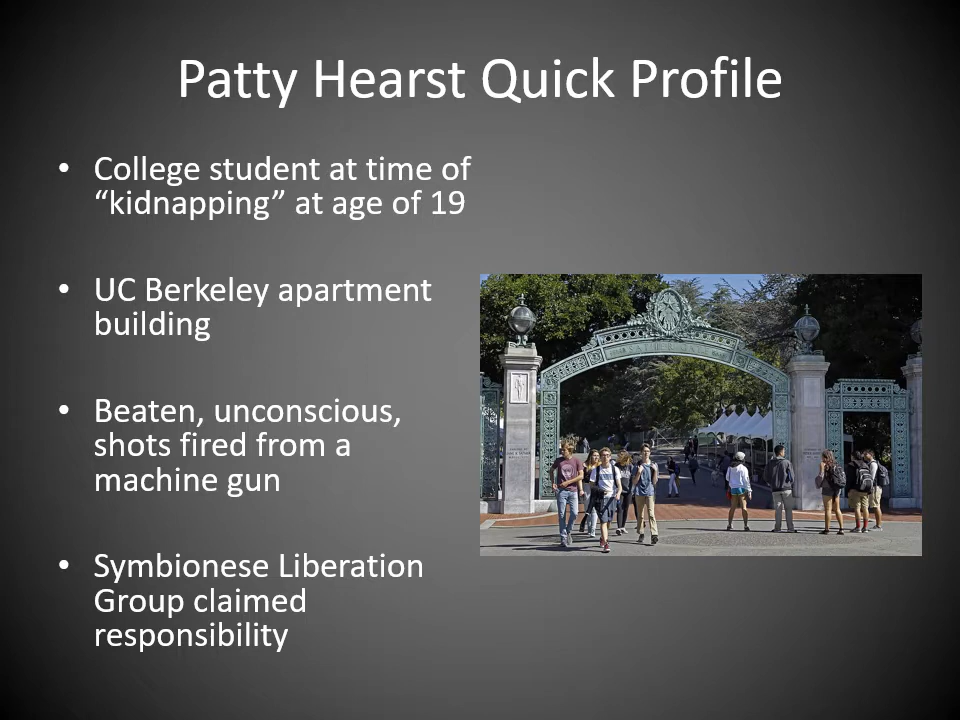 Patty Hearst Quick Profile
• College student at time of
“kidnapping” at age of 19
• UC Berkeley apartment
building
• Beaten, unconscious,
shots fired from a
machine gun
• Symbionese Liberation
Group claimed
responsibility